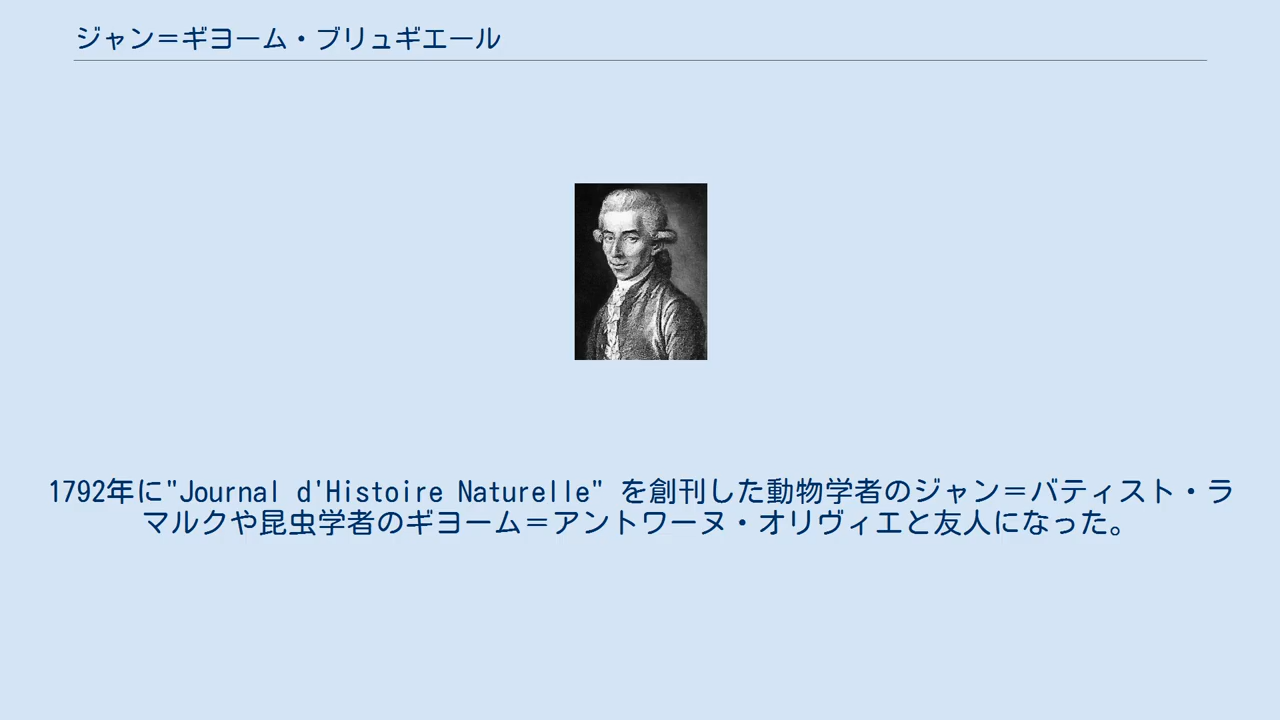 ジャン＝ギヨーム・ブリュギエール
1792年に"Journal d'Histoire Naturelle" を創刊した動物学者のジャン＝バティスト・ラ
マルクや昆虫学者のギヨーム＝アントワーヌ・オリヴィエと友人になった。